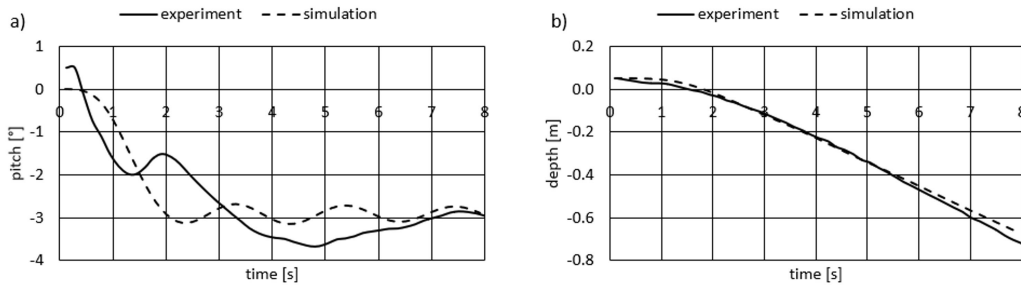 a)
experiment simulation
1
0
-1
-2
-3
-4
0 1 2 3 4 5 6 7 8
pitch [°]
time [s]
b)
experiment simulation
0.2
0.0
-0.2
-0.4
-0.6
-0.8
0 1 2 3 4 5 6 7 8
depth [m]
time [s]